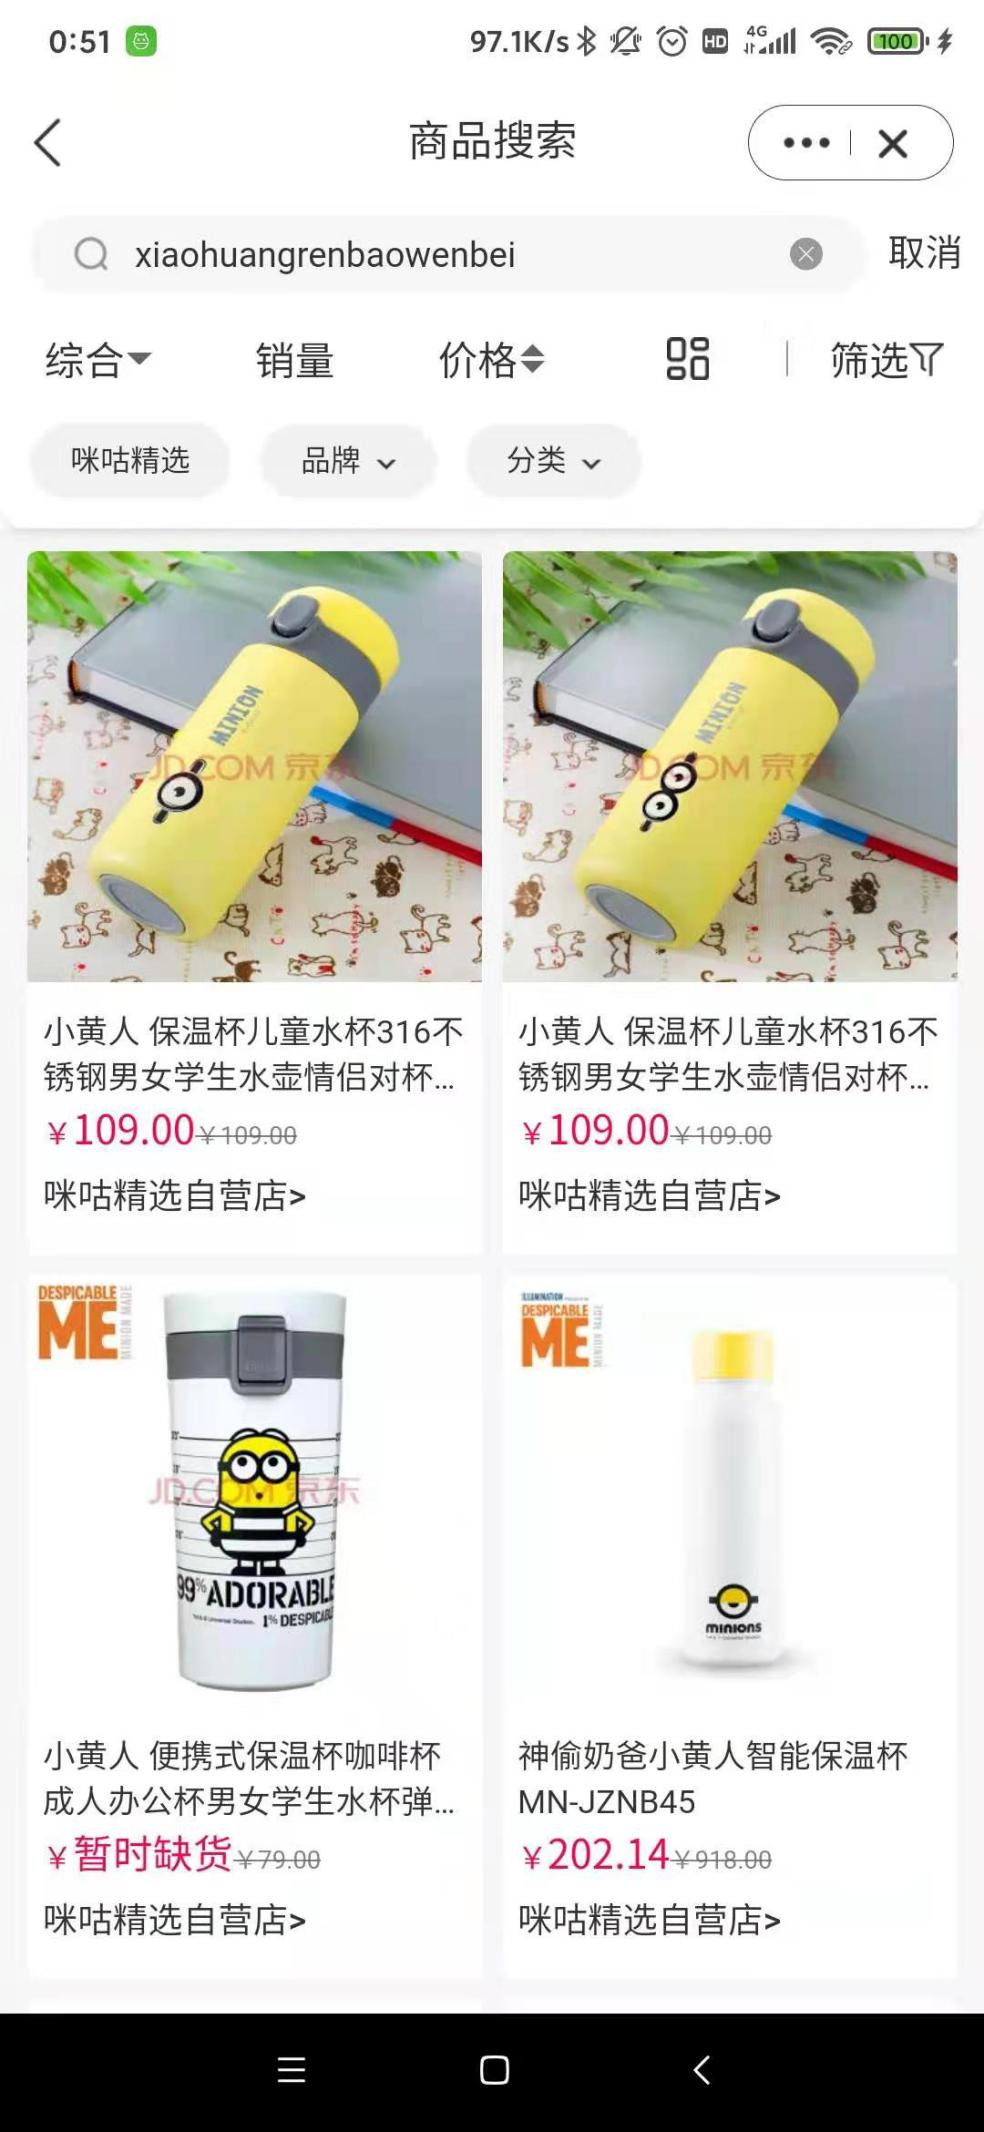 0:51
97.1K/s
HD
4G
100
商品搜索
xiaohuangrenbaowenbei
取消
综合
销量
价格
筛选
咪咕精选
品牌
分类
MINION
JD.COM 京东
MINION
JD.COM 京东
小黄人 保温杯儿童水杯316不
锈钢男女学生水壶情侣对杯...
¥109.00 ¥109.00
咪咕精选自营店>
小黄人 保温杯儿童水杯316不
锈钢男女学生水壶情侣对杯...
¥109.00 ¥109.00
咪咕精选自营店>
DESPICABLE
ME
MINION MADE
JD.COM 京东
99% ADORABLE
1% DESPICABLE
ILLUMINATION
DESPICABLE
ME
MINION MADE
MINIONS
小黄人 便携式保温杯咖啡杯
成人办公杯男女学生水杯弹...
¥暂时缺货 ¥79.00
咪咕精选自营店>
神偷奶爸小黄人智能保温杯
MN-JZNB45
¥202.14 ¥918.00
咪咕精选自营店>